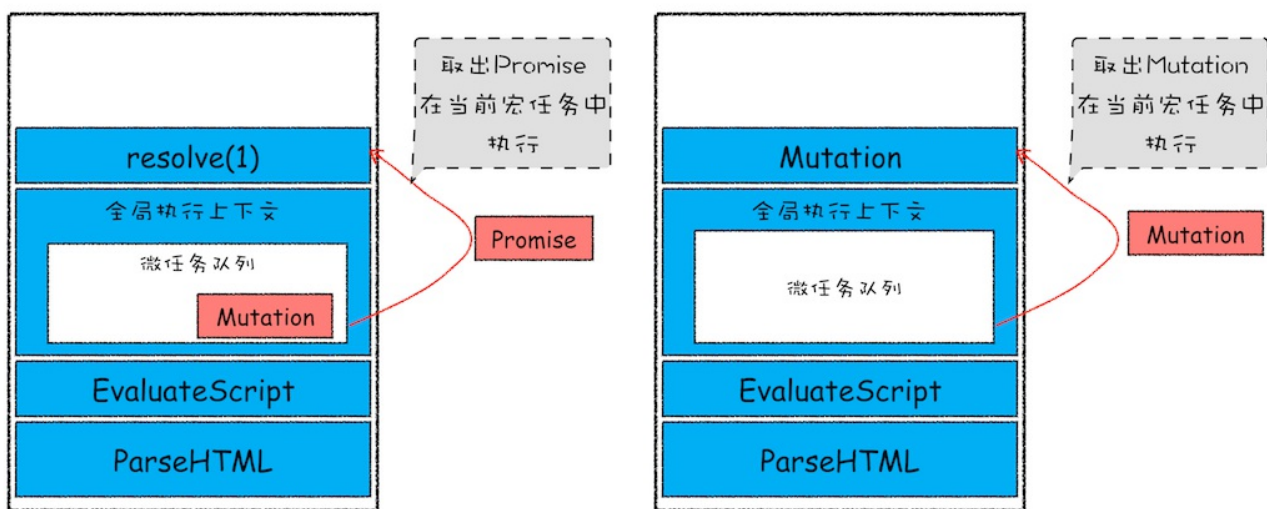 取出Promise
在当前宏任务中
执行
resolve(1)
全局执行上下文
微任务队列
Mutation
Promise
EvaluateScript
ParseHTML
取出Mutation
在当前宏任务中
执行
Mutation
全局执行上下文
微任务队列
Mutation
EvaluateScript
ParseHTML